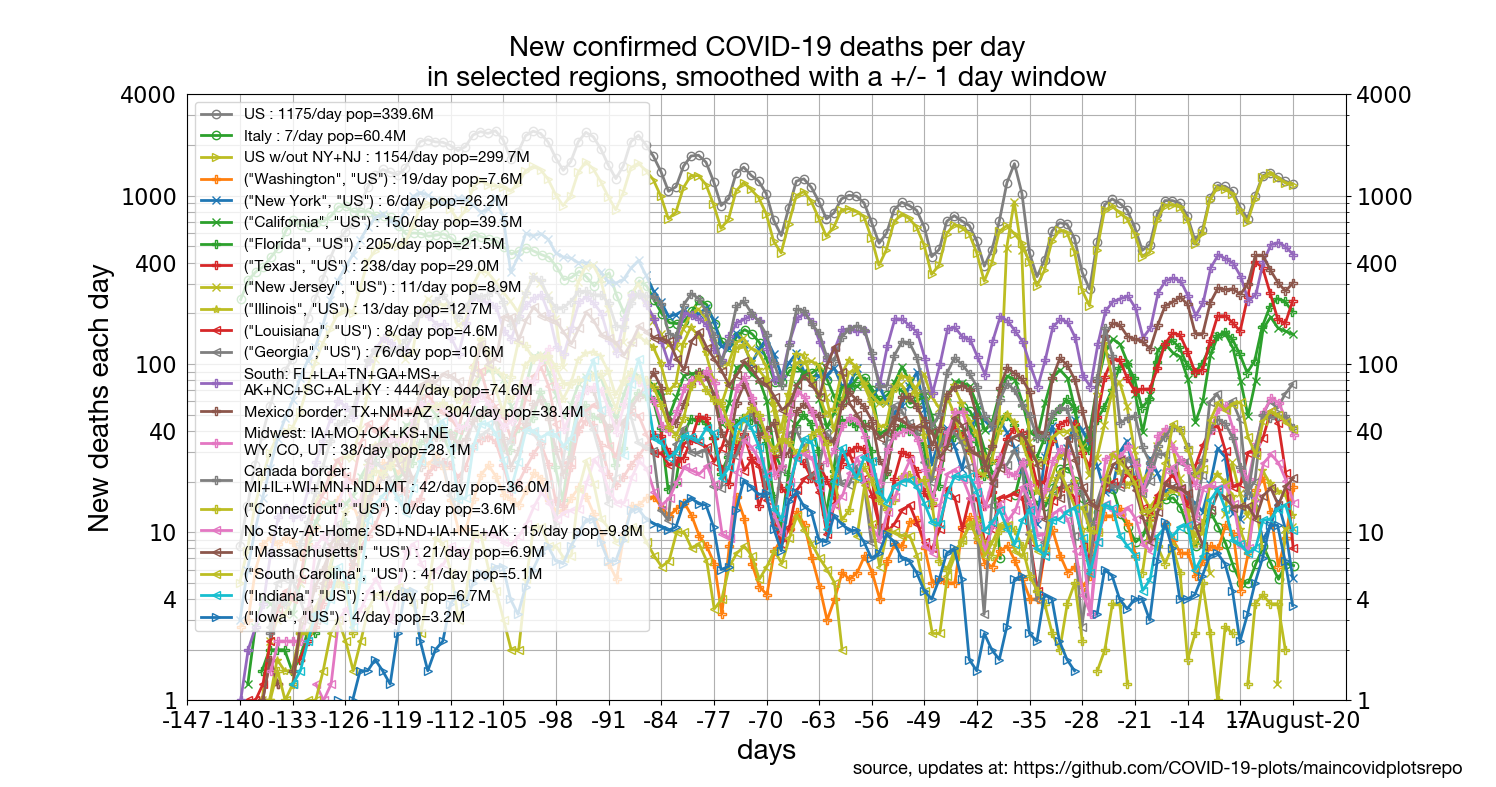 New confirmed COVID-19 deaths per day
in selected regions, smoothed with a +/- 1 day window
4000
1000
400
100
40
10
4
1
New deaths each day
US : 1175/day pop=339.6M
Italy : 7/day pop=60.4M
US w/out NY+NJ : 1154/day pop=299.7M
("Washington", "US") : 19/day pop=7.6M
("New York", "US") : 6/day pop=26.2M
("California", "US") : 150/day pop=39.5M
("Florida", "US") : 205/day pop=21.5M
("Texas", "US") : 238/day pop=29.0M
("New Jersey", "US") : 11/day pop=8.9M
("Illinois", "US") : 13/day pop=12.7M
("Louisiana", "US") : 8/day pop=4.6M
("Georgia", "US") : 76/day pop=10.6M
South: FL+LA+TN+GA+MS+
AK+NC+SC+AL+KY : 444/day pop=74.6M
Mexico border: TX+NM+AZ : 304/day pop=38.4M
Midwest: IA+MO+OK+KS+NE
WY, CO, UT : 38/day pop=28.1M
Canada border:
MI+IL+WI+MN+ND+MT : 42/day pop=36.0M
("Connecticut", "US") : 0/day pop=3.6M
No Stay-At-Home: SD+ND+IA+NE+AK : 15/day pop=9.8M
("Massachusetts", "US") : 21/day pop=6.9M
("South Carolina", "US") : 41/day pop=5.1M
("Indiana", "US") : 11/day pop=6.7M
("Iowa", "US") : 4/day pop=3.2M
4000
1000
400
100
40
10
4
1
-147 -140 -133 -126 -119 -112 -105 -98 -91 -84 -77 -70 -63 -56 -49 -42 -35 -28 -21 -14 -7 17-August-20
days
source, updates at: https://github.com/COVID-19-plots/maincovidplotsrepo